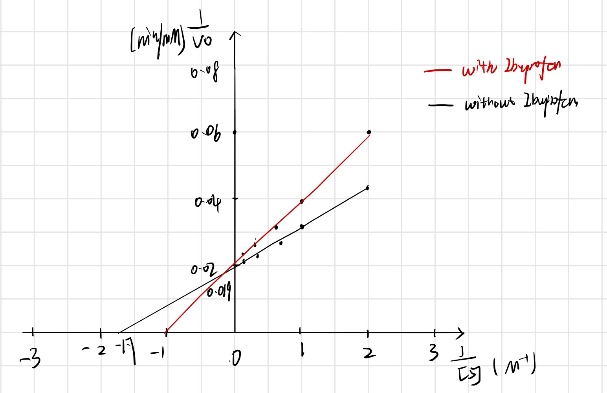 (min/mM) 1/V0
0.08
with Ibuprofen
without Ibuprofen
0.06
0.04
0.02
0.019
-3 -2 -1.7 -1 0 1 2 3 1/[S] (M⁻¹)